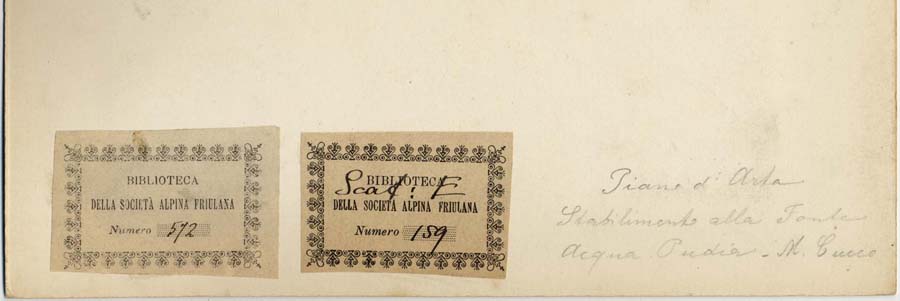 BIBLIOTECA
DELLA SOCIETÀ ALPINA FRIULANA
Numero 572
BIBLIOTECA
Scaf: E
DELLA SOCIETÀ ALPINA FRIULANA
Numero 159
Piano d'Arta
Stabilimento alla Fonte
Acqua Pudia - M. Cucco